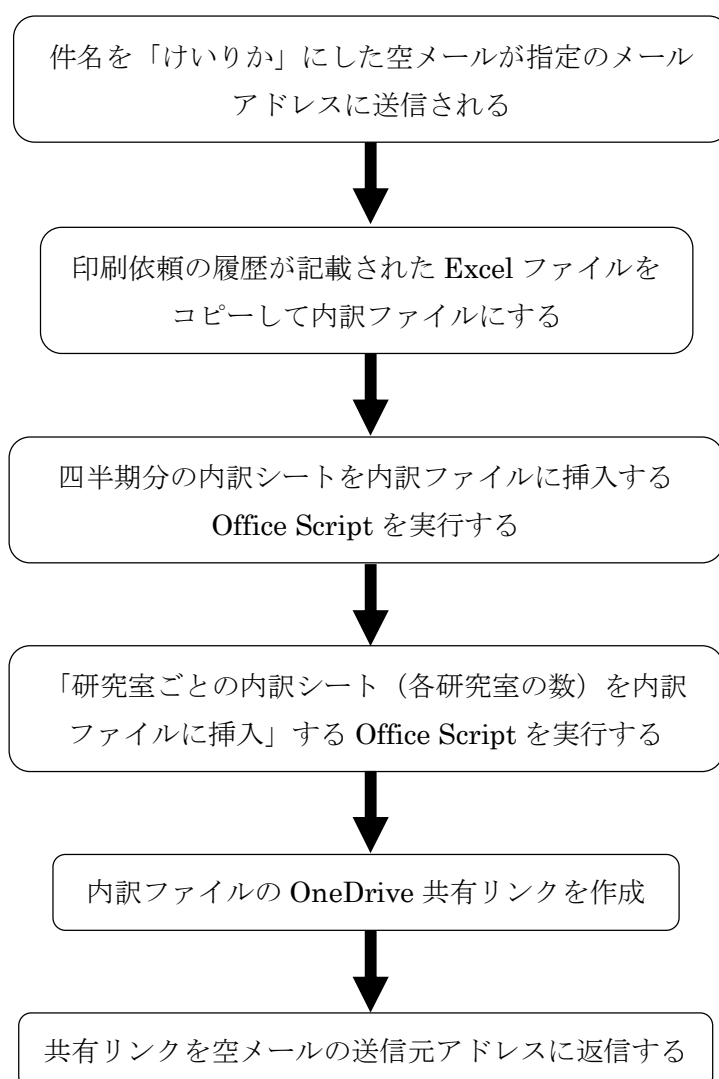 件名を「けいりか」にした空メールが指定のメール
アドレスに送信される
印刷依頼の履歴が記載された Excel ファイルを
コピーして内訳ファイルにする
四半期分の内訳シートを内訳ファイルに挿入する
Office Script を実行する
「研究室ごとの内訳シート（各研究室の数）を内訳
ファイルに挿入」する Office Script を実行する
内訳ファイルの OneDrive 共有リンクを作成
共有リンクを空メールの送信元アドレスに返信する